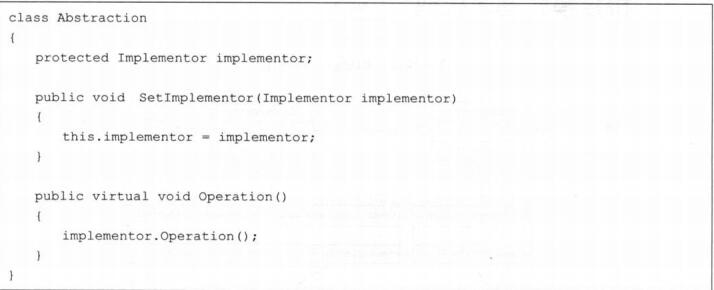 class Abstraction
{
protected Implementor implementor;
public void SetImplementor(Implementor implementor)
{
this.implementor = implementor;
}
public virtual void Operation()
{
implementor.Operation();
}
}